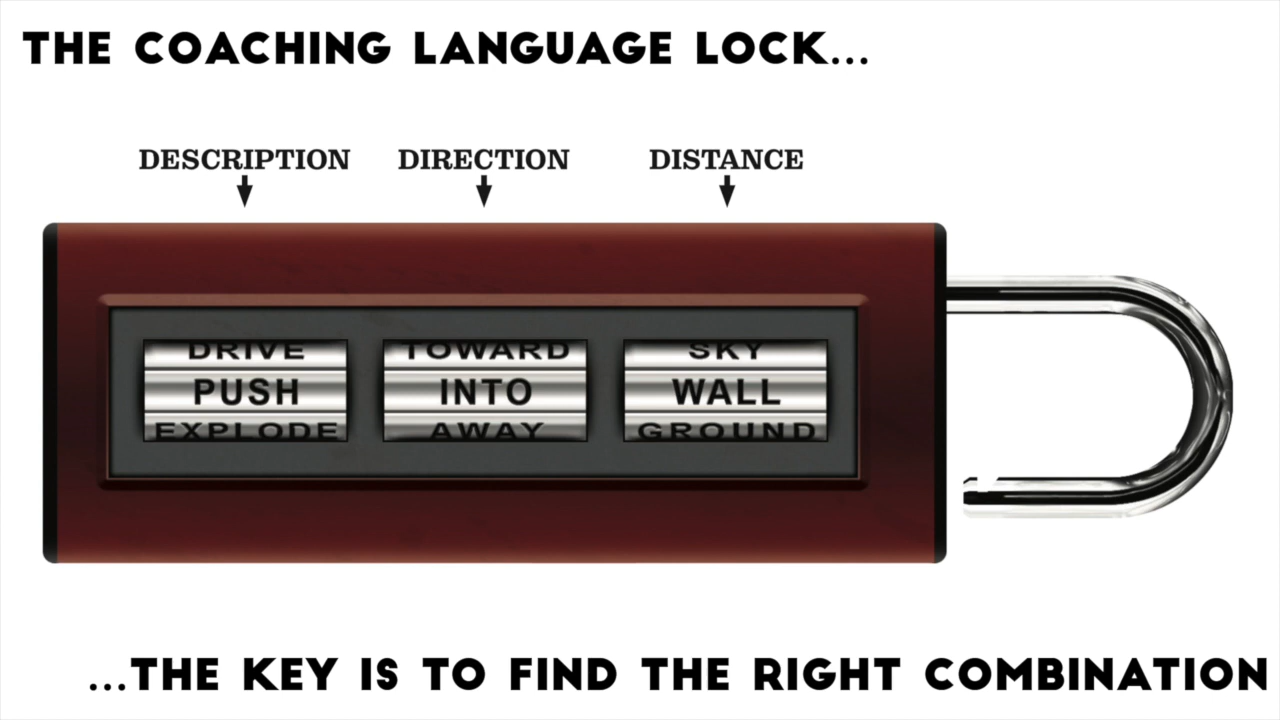 THE COACHING LANGUAGE LOCK...
DESCRIPTION DIRECTION DISTANCE
DRIVE TOWARD SKY
PUSH INTO WALL
EXPLODE AWAY GROUND
...THE KEY IS TO FIND THE RIGHT COMBINATION